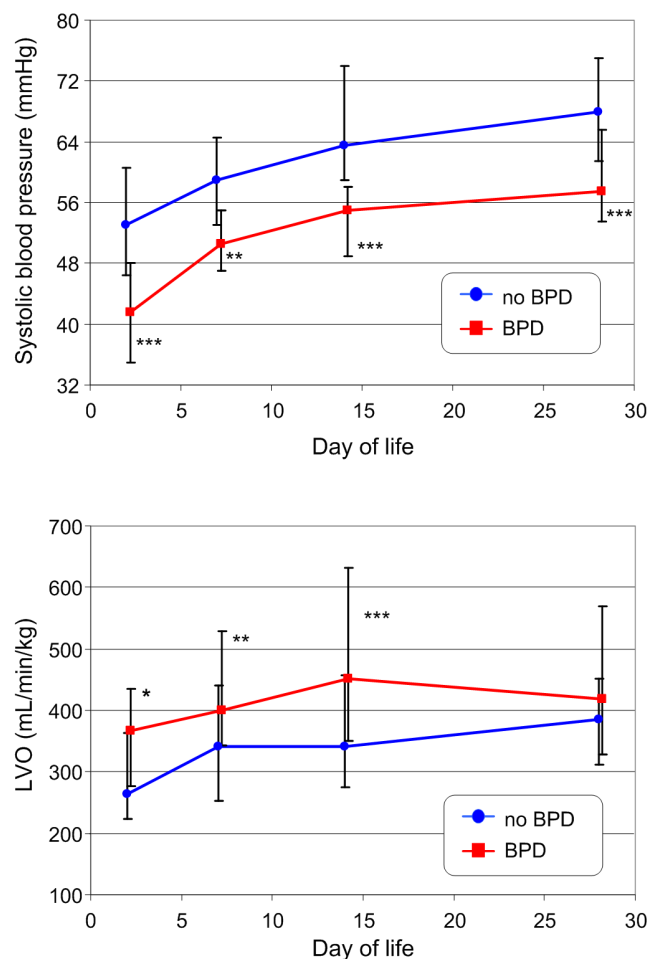 80
72
64
56
48
40
32
Systolic blood pressure (mmHg)
***
**
***
***
no BPD
BPD
0 5 10 15 20 25 30
Day of life
700
600
500
400
300
200
100
LVO (mL/min/kg)
*
**
***
no BPD
BPD
0 5 10 15 20 25 30
Day of life